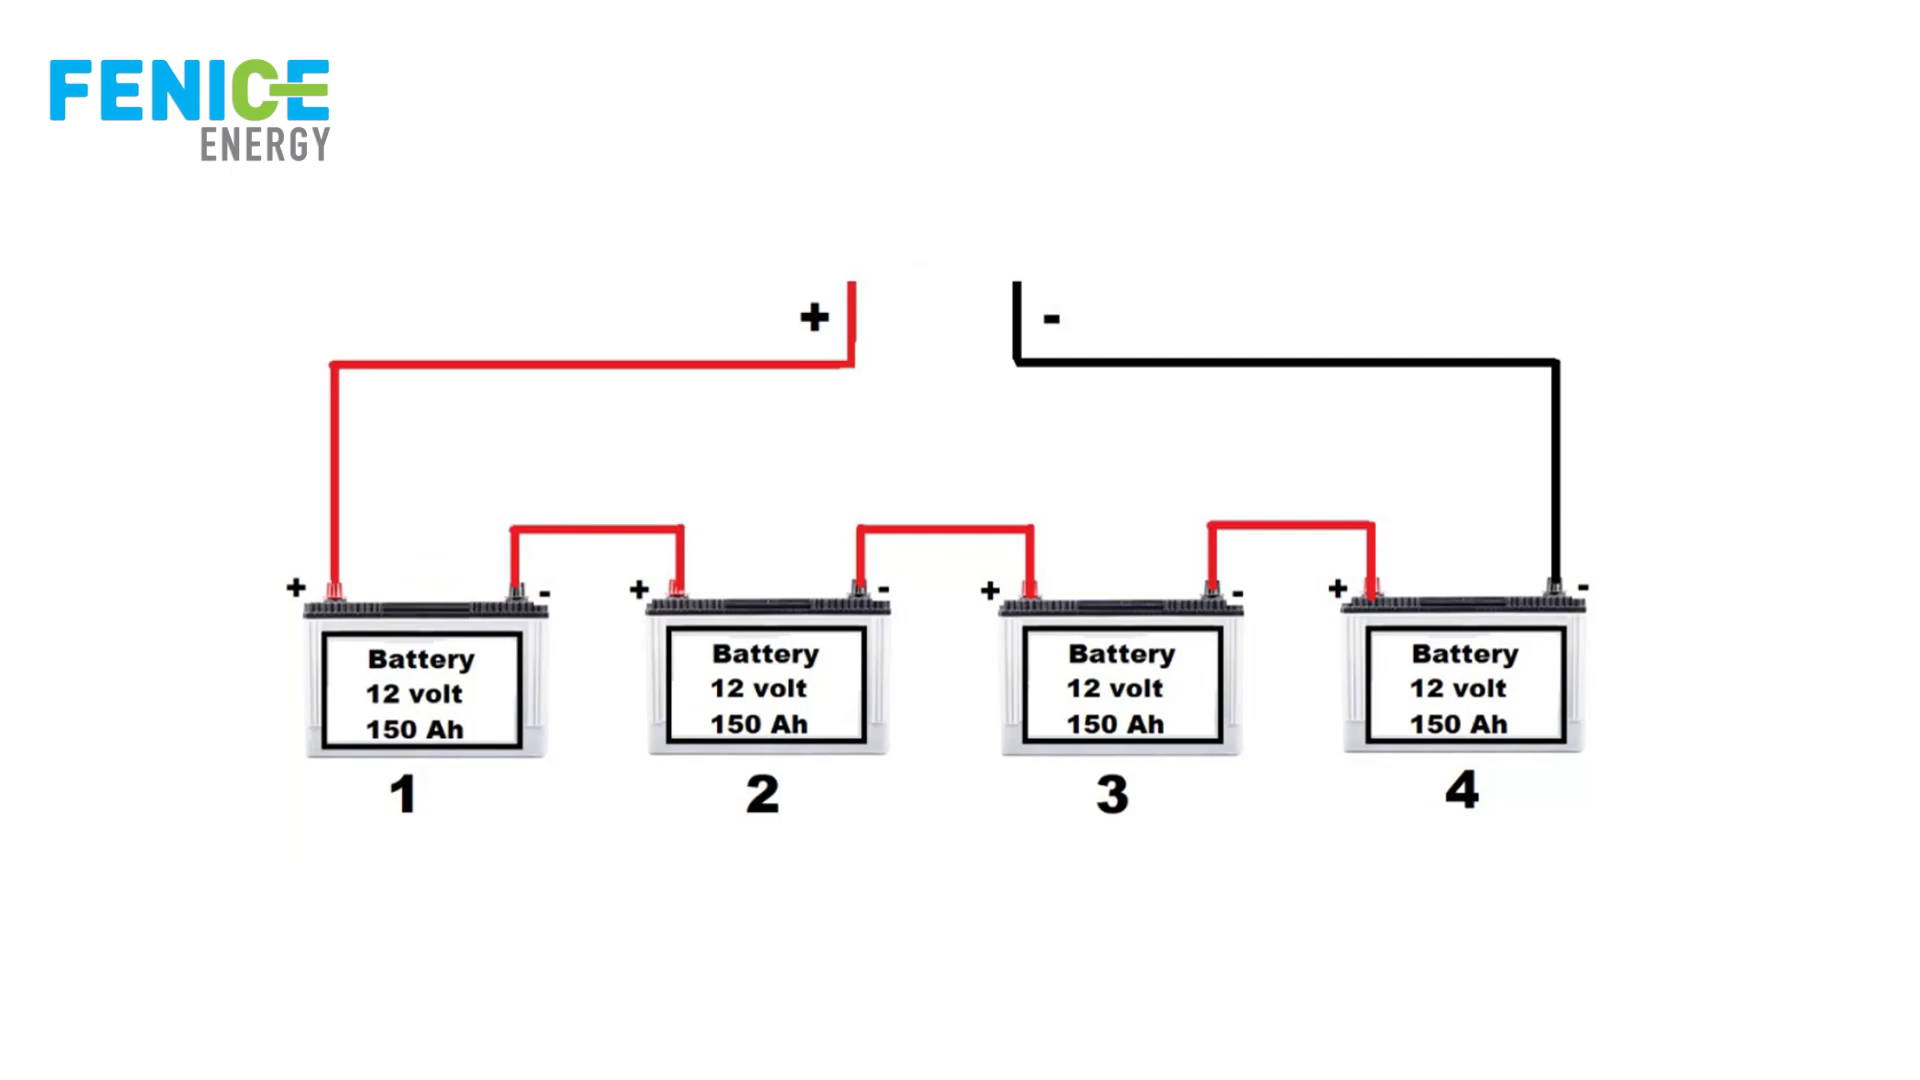 FENICE
ENERGY
+ -
+ - + - + - + -
Battery
12 volt
150 Ah
1
Battery
12 volt
150 Ah
2
Battery
12 volt
150 Ah
3
Battery
12 volt
150 Ah
4